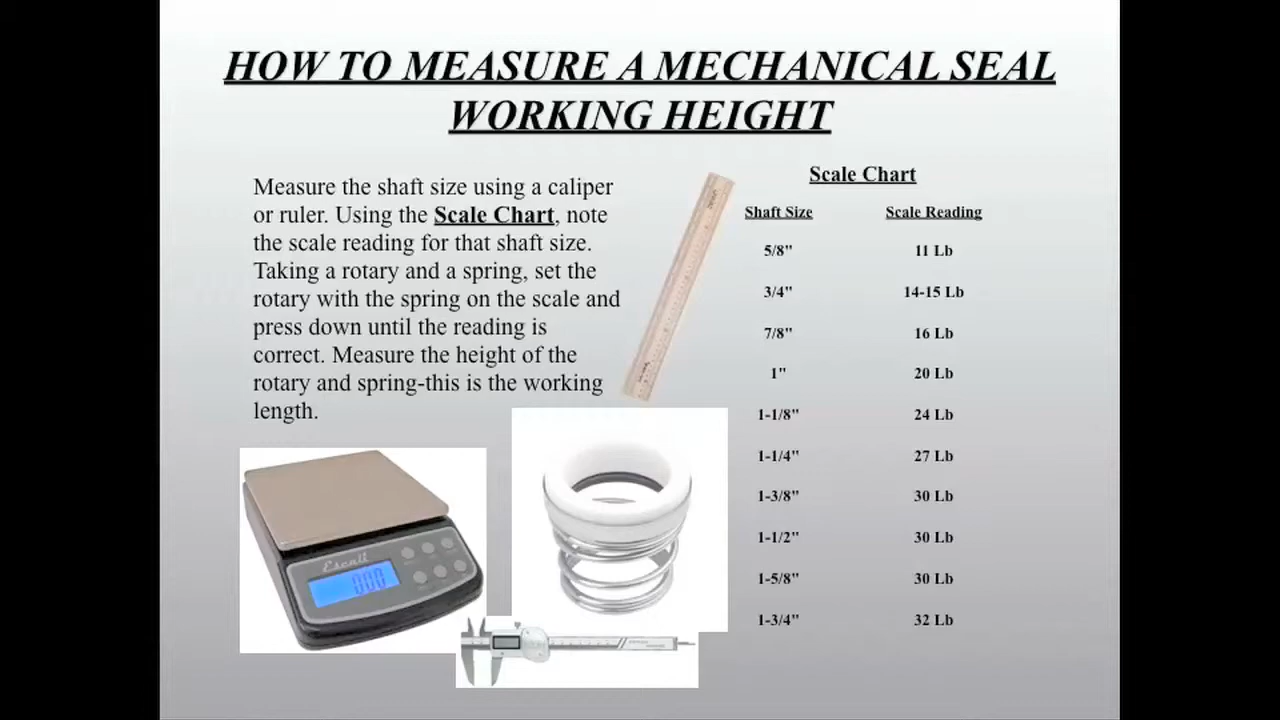 HOW TO MEASURE A MECHANICAL SEAL
WORKING HEIGHT
Measure the shaft size using a caliper
or ruler. Using the Scale Chart, note
the scale reading for that shaft size.
Taking a rotary and a spring, set the
rotary with the spring on the scale and
press down until the reading is
correct. Measure the height of the
rotary and spring-this is the working
length.
Scale Chart
Shaft Size Scale Reading
5/8" 11 Lb
3/4" 14-15 Lb
7/8" 16 Lb
1" 20 Lb
1-1/8" 24 Lb
1-1/4" 27 Lb
1-3/8" 30 Lb
1-1/2" 30 Lb
1-5/8" 30 Lb
1-3/4" 32 Lb
Escali
000